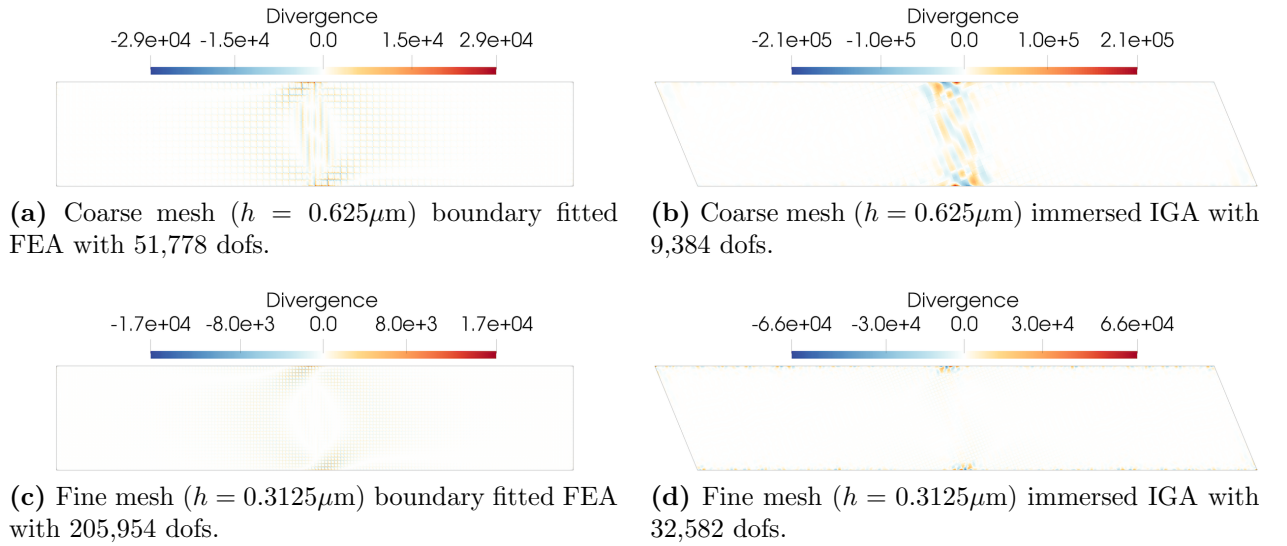 Divergence
-2.9e+04 -1.5e+4 0.0 1.5e+4 2.9e+04
(a) Coarse mesh (h = 0.625μm) boundary fitted
FEA with 51,778 dofs.
Divergence
-2.1e+05 -1.0e+5 0.0 1.0e+5 2.1e+05
(b) Coarse mesh (h = 0.625μm) immersed IGA with
9,384 dofs.
Divergence
-1.7e+04 -8.0e+3 0.0 8.0e+3 1.7e+04
(c) Fine mesh (h = 0.3125μm) boundary fitted FEA
with 205,954 dofs.
Divergence
-6.6e+04 -3.0e+4 0.0 3.0e+4 6.6e+04
(d) Fine mesh (h = 0.3125μm) immersed IGA with
32,582 dofs.